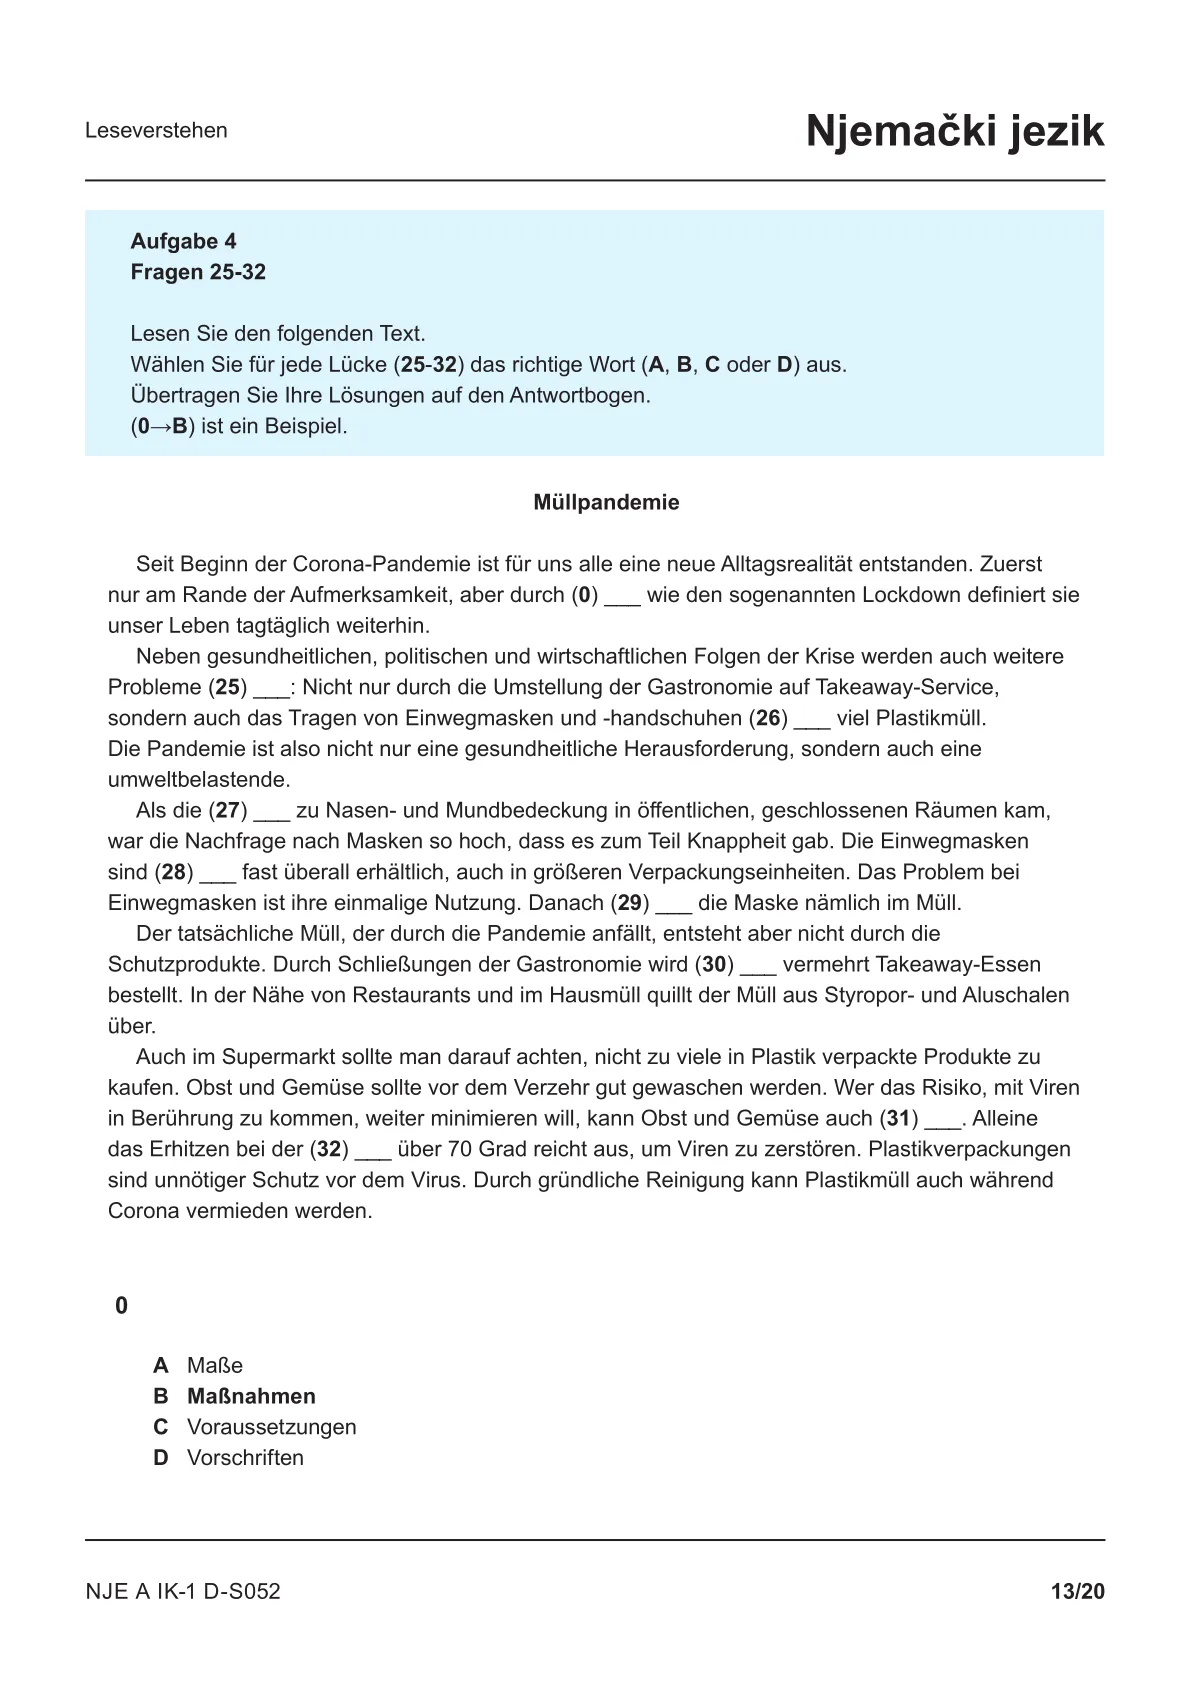 Leseverstehen
Njemački jezik
Aufgabe 4
Fragen 25-32
Lesen Sie den folgenden Text.
Wählen Sie für jede Lücke (25-32) das richtige Wort (A, B, C oder D) aus.
Übertragen Sie Ihre Lösungen auf den Antwortbogen.
(0→B) ist ein Beispiel.
Müllpandemie
Seit Beginn der Corona-Pandemie ist für uns alle eine neue Alltagsrealität entstanden. Zuerst
nur am Rande der Aufmerksamkeit, aber durch (0) ___ wie den sogenannten Lockdown definiert sie
unser Leben tagtäglich weiterhin.
Neben gesundheitlichen, politischen und wirtschaftlichen Folgen der Krise werden auch weitere
Probleme (25) ___: Nicht nur durch die Umstellung der Gastronomie auf Takeaway-Service,
sondern auch das Tragen von Einwegmasken und -handschuhen (26) ___ viel Plastikmüll.
Die Pandemie ist also nicht nur eine gesundheitliche Herausforderung, sondern auch eine
umweltbelastende.
Als die (27) ___ zu Nasen- und Mundbedeckung in öffentlichen, geschlossenen Räumen kam,
war die Nachfrage nach Masken so hoch, dass es zum Teil Knappheit gab. Die Einwegmasken
sind (28) ___ fast überall erhältlich, auch in größeren Verpackungseinheiten. Das Problem bei
Einwegmasken ist ihre einmalige Nutzung. Danach (29) ___ die Maske nämlich im Müll.
Der tatsächliche Müll, der durch die Pandemie anfällt, entsteht aber nicht durch die
Schutzprodukte. Durch Schließungen der Gastronomie wird (30) ___ vermehrt Takeaway-Essen
bestellt. In der Nähe von Restaurants und im Hausmüll quillt der Müll aus Styropor- und Aluschalen
über.
Auch im Supermarkt sollte man darauf achten, nicht zu viele in Plastik verpackte Produkte zu
kaufen. Obst und Gemüse sollte vor dem Verzehr gut gewaschen werden. Wer das Risiko, mit Viren
in Berührung zu kommen, weiter minimieren will, kann Obst und Gemüse auch (31) ___. Alleine
das Erhitzen bei der (32) ___ über 70 Grad reicht aus, um Viren zu zerstören. Plastikverpackungen
sind unnötiger Schutz vor dem Virus. Durch gründliche Reinigung kann Plastikmüll auch während
Corona vermieden werden.
0
A Maße
B Maßnahmen
C Voraussetzungen
D Vorschriften
NJE A IK-1 D-S052
13/20